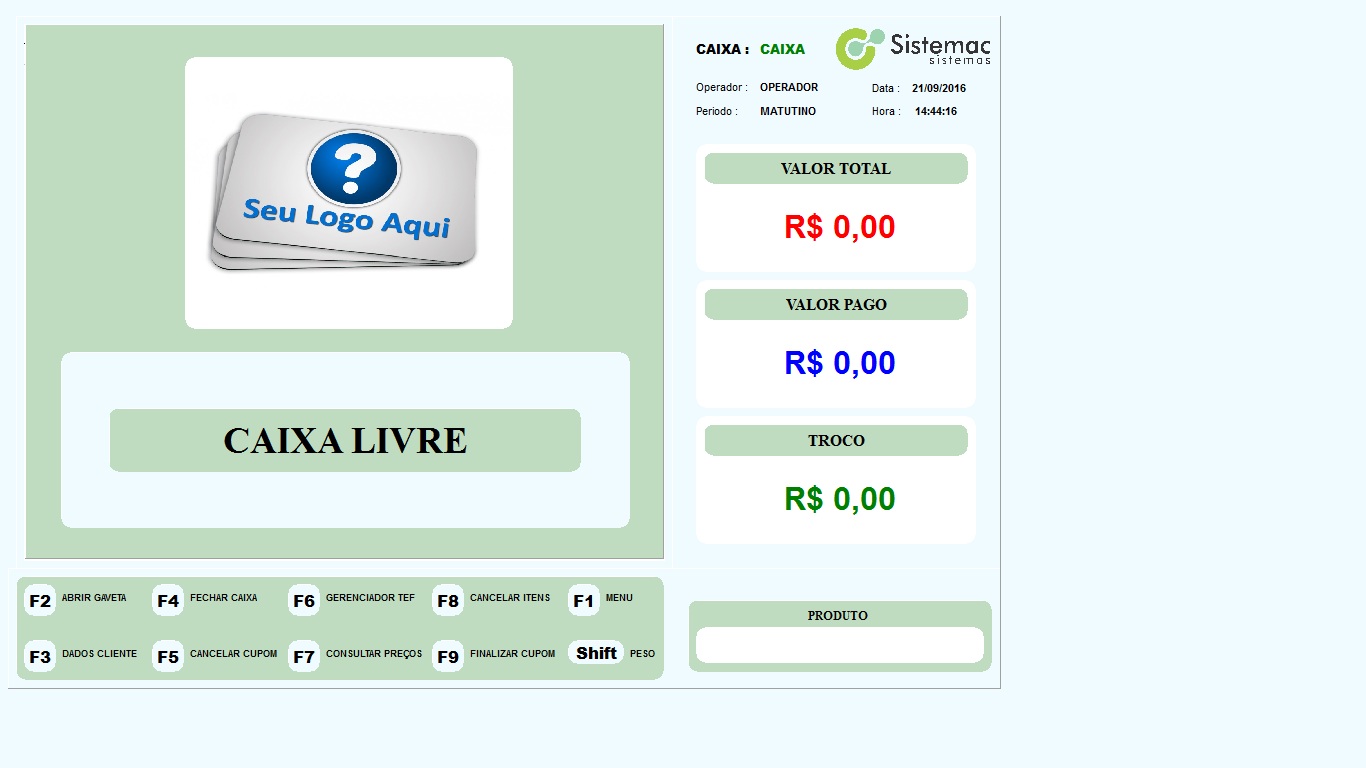 Seu Logo Aqui
CAIXA LIVRE
CAIXA : CAIXA
Sistemac
sistemas
Operador : OPERADOR Data : 21/09/2016
Periodo : MATUTINO Hora : 14:44:16
VALOR TOTAL
R$ 0,00
VALOR PAGO
R$ 0,00
TROCO
R$ 0,00
F2 ABRIR GAVETA F4 FECHAR CAIXA F6 GERENCIADOR TEF F8 CANCELAR ITENS F1 MENU
F3 DADOS CLIENTE F5 CANCELAR CUPOM F7 CONSULTAR PREÇOS F9 FINALIZAR CUPOM Shift PESO
PRODUTO